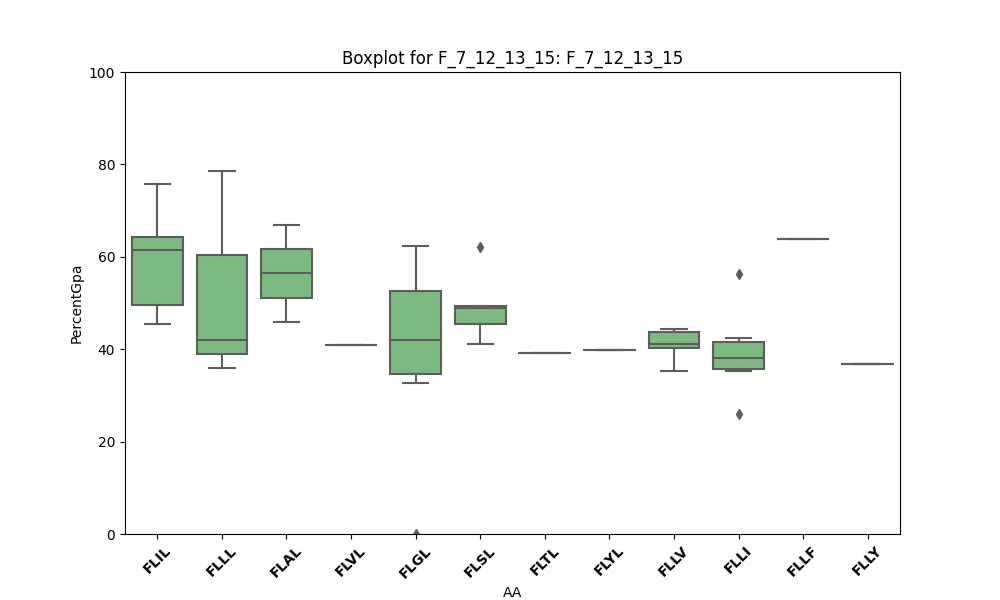 Boxplot for F_7_12_13_15: F_7_12_13_15
100
80
60
40
20
0
PercentGpa
FLIL
FLLL
FLAL
FLVL
FLGL
FLSL
FLTL
FLYL
FLLV
FLLI
FLLF
FLLY
AA